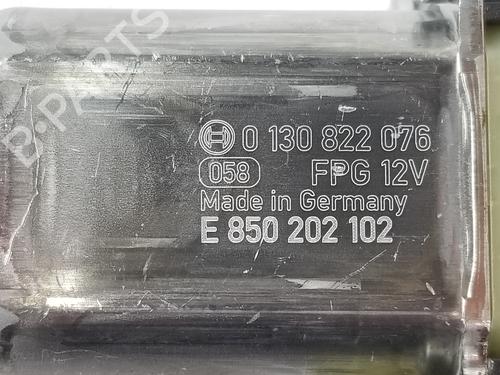 B-PARTS
0 130 822 076
058 FPG 12V
Made in Germany
E 850 202 102